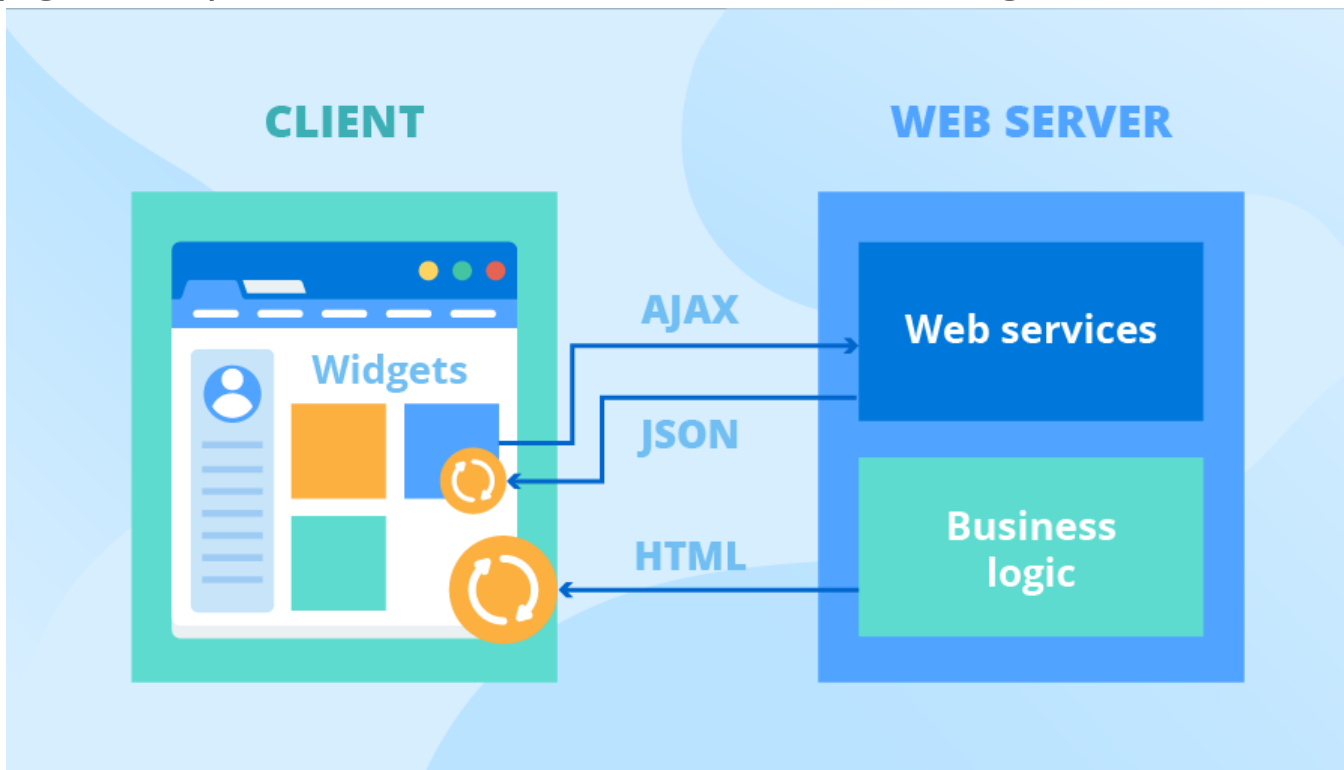 CLIENT
WEB SERVER
AJAX
Web services
Widgets
JSON
Business
logic
HTML